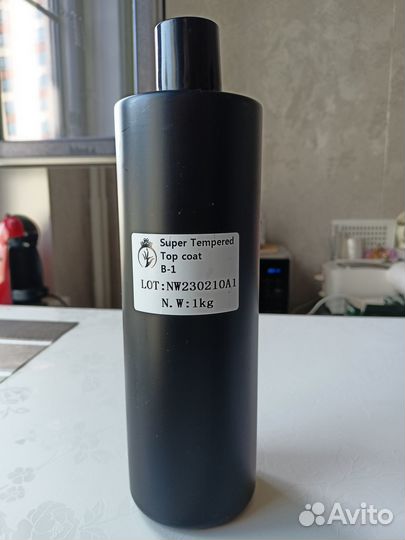 Super Tempered
Top coat
B-1
LOT:NW230210A1
N.W:1kg
Avito